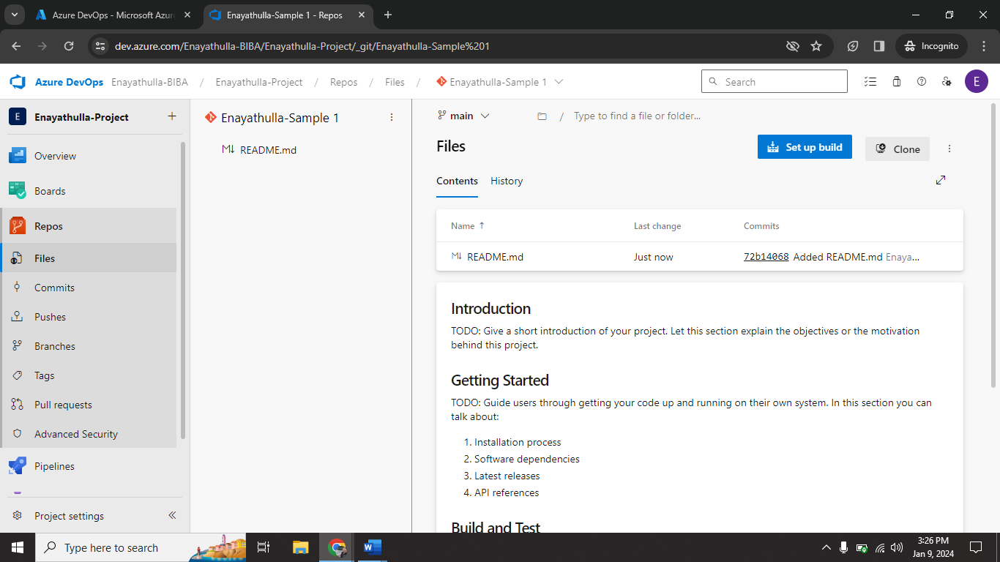 Azure DevOps - Microsoft Azur
Enayathulla-Sample 1 - Repos
dev.azure.com/Enayathulla-BIBA/Enayathulla-Project/_git/Enayathulla-Sample%201
Incognito
Azure DevOps Enayathulla-BIBA / Enayathulla-Project / Repos / Files / Enayathulla-Sample 1
Search
E
E Enayathulla-Project +
Overview
Boards
Repos
Files
Commits
Pushes
Branches
Tags
Pull requests
Advanced Security
Pipelines
Project settings
Enayathulla-Sample 1
M↓ README.md
main / Type to find a file or folder...
Files
Set up build
Clone
Contents History
Name ↑ Last change Commits
M↓ README.md Just now 72b14068 Added README.md Enaya...
Introduction
TODO: Give a short introduction of your project. Let this section explain the objectives or the motivation
behind this project.
Getting Started
TODO: Guide users through getting your code up and running on their own system. In this section you can
talk about:
1. Installation process
2. Software dependencies
3. Latest releases
4. API references
Build and Test
Type here to search
3:26 PM
Jan 9, 2024